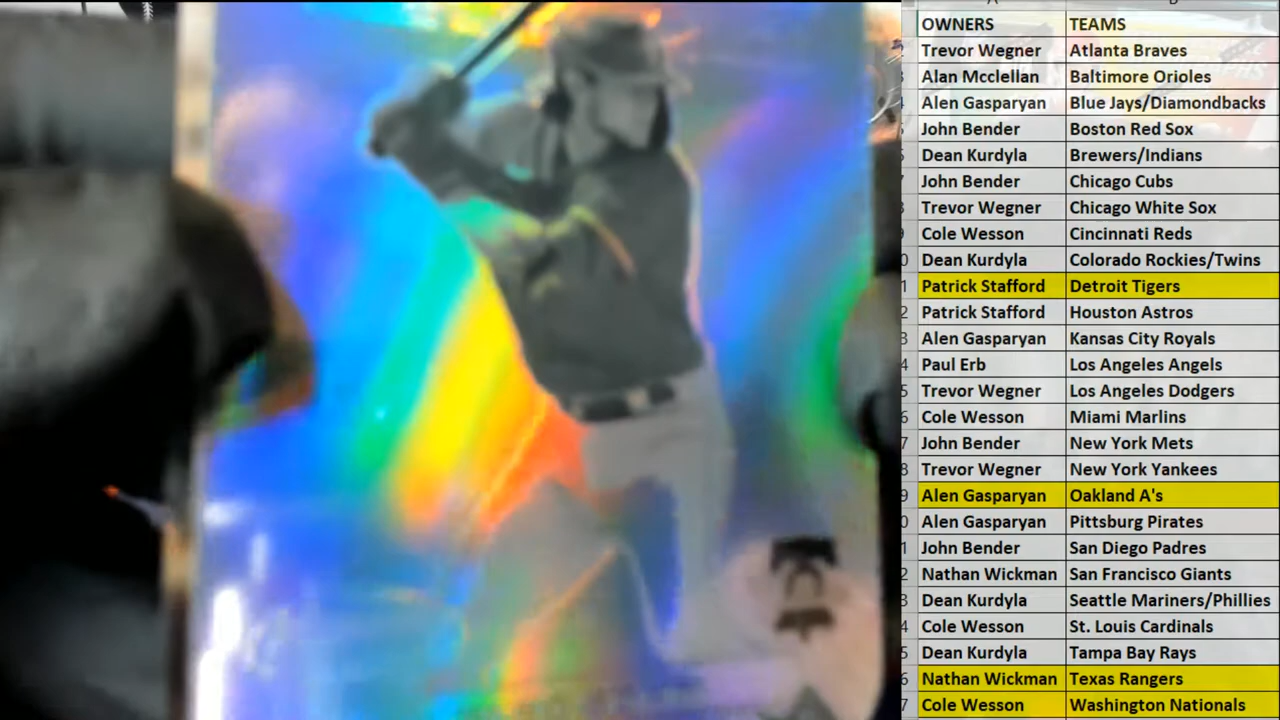 OWNERS TEAMS
Trevor Wegner Atlanta Braves
Alan Mcclellan Baltimore Orioles
Alen Gasparyan Blue Jays/Diamondbacks
John Bender Boston Red Sox
Dean Kurdyla Brewers/Indians
John Bender Chicago Cubs
Trevor Wegner Chicago White Sox
Cole Wesson Cincinnati Reds
Dean Kurdyla Colorado Rockies/Twins
Patrick Stafford Detroit Tigers
Patrick Stafford Houston Astros
Alen Gasparyan Kansas City Royals
Paul Erb Los Angeles Angels
Trevor Wegner Los Angeles Dodgers
Cole Wesson Miami Marlins
John Bender New York Mets
Trevor Wegner New York Yankees
Alen Gasparyan Oakland A's
Alen Gasparyan Pittsburg Pirates
John Bender San Diego Padres
Nathan Wickman San Francisco Giants
Dean Kurdyla Seattle Mariners/Phillies
Cole Wesson St. Louis Cardinals
Dean Kurdyla Tampa Bay Rays
Nathan Wickman Texas Rangers
Cole Wesson Washington Nationals